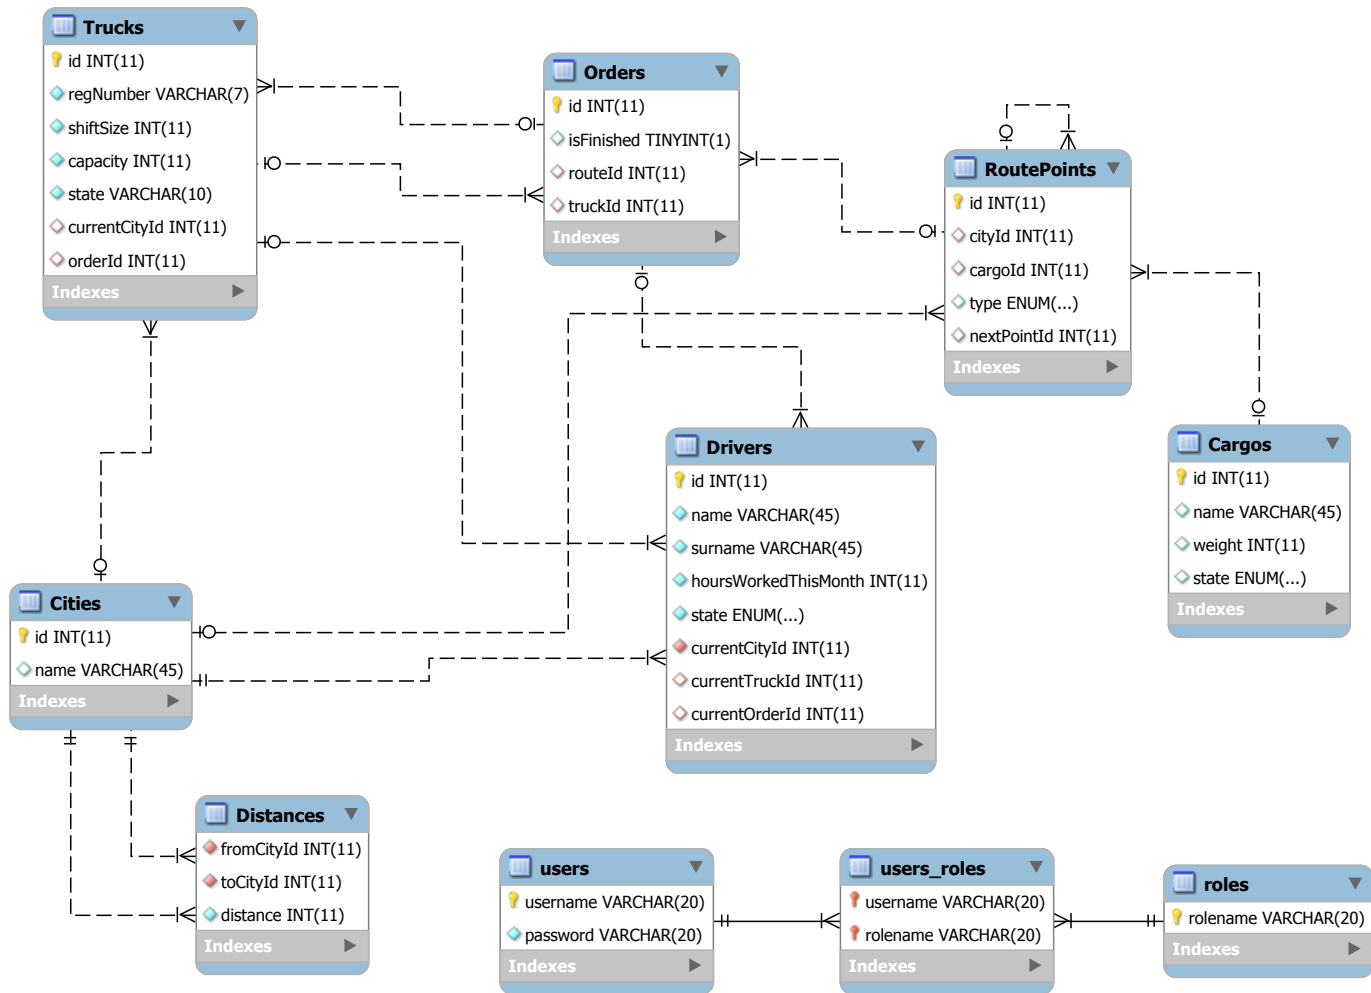 Trucks
id INT(11)
regNumber VARCHAR(7)
shiftSize INT(11)
capacity INT(11)
state VARCHAR(10)
currentCityId INT(11)
orderId INT(11)
Indexes
Orders
id INT(11)
isFinished TINYINT(1)
routeId INT(11)
truckId INT(11)
Indexes
RoutePoints
id INT(11)
cityId INT(11)
cargoId INT(11)
type ENUM(...)
nextPointId INT(11)
Indexes
Drivers
id INT(11)
name VARCHAR(45)
surname VARCHAR(45)
hoursWorkedThisMonth INT(11)
state ENUM(...)
currentCityId INT(11)
currentTruckId INT(11)
currentOrderId INT(11)
Indexes
Cargos
id INT(11)
name VARCHAR(45)
weight INT(11)
state ENUM(...)
Indexes
Cities
id INT(11)
name VARCHAR(45)
Indexes
Distances
fromCityId INT(11)
toCityId INT(11)
distance INT(11)
Indexes
users
username VARCHAR(20)
password VARCHAR(20)
Indexes
users_roles
username VARCHAR(20)
rolename VARCHAR(20)
Indexes
roles
rolename VARCHAR(20)
Indexes